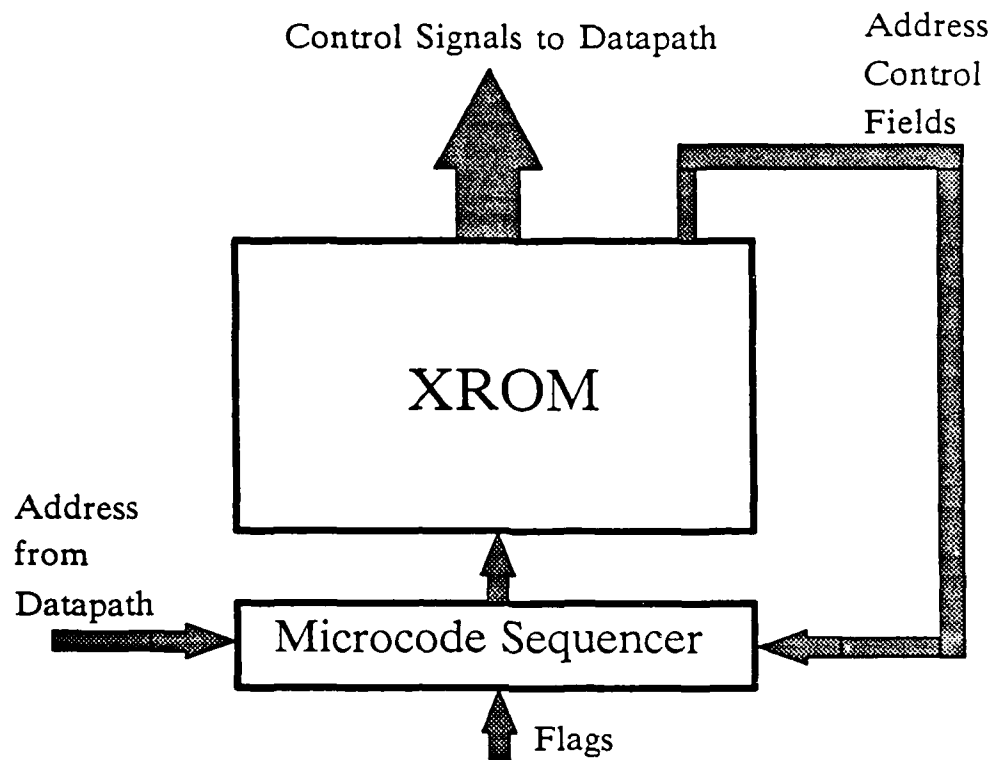 Control Signals to Datapath
Address
Control
Fields
XROM
Address
from
Datapath
Microcode Sequencer
Flags